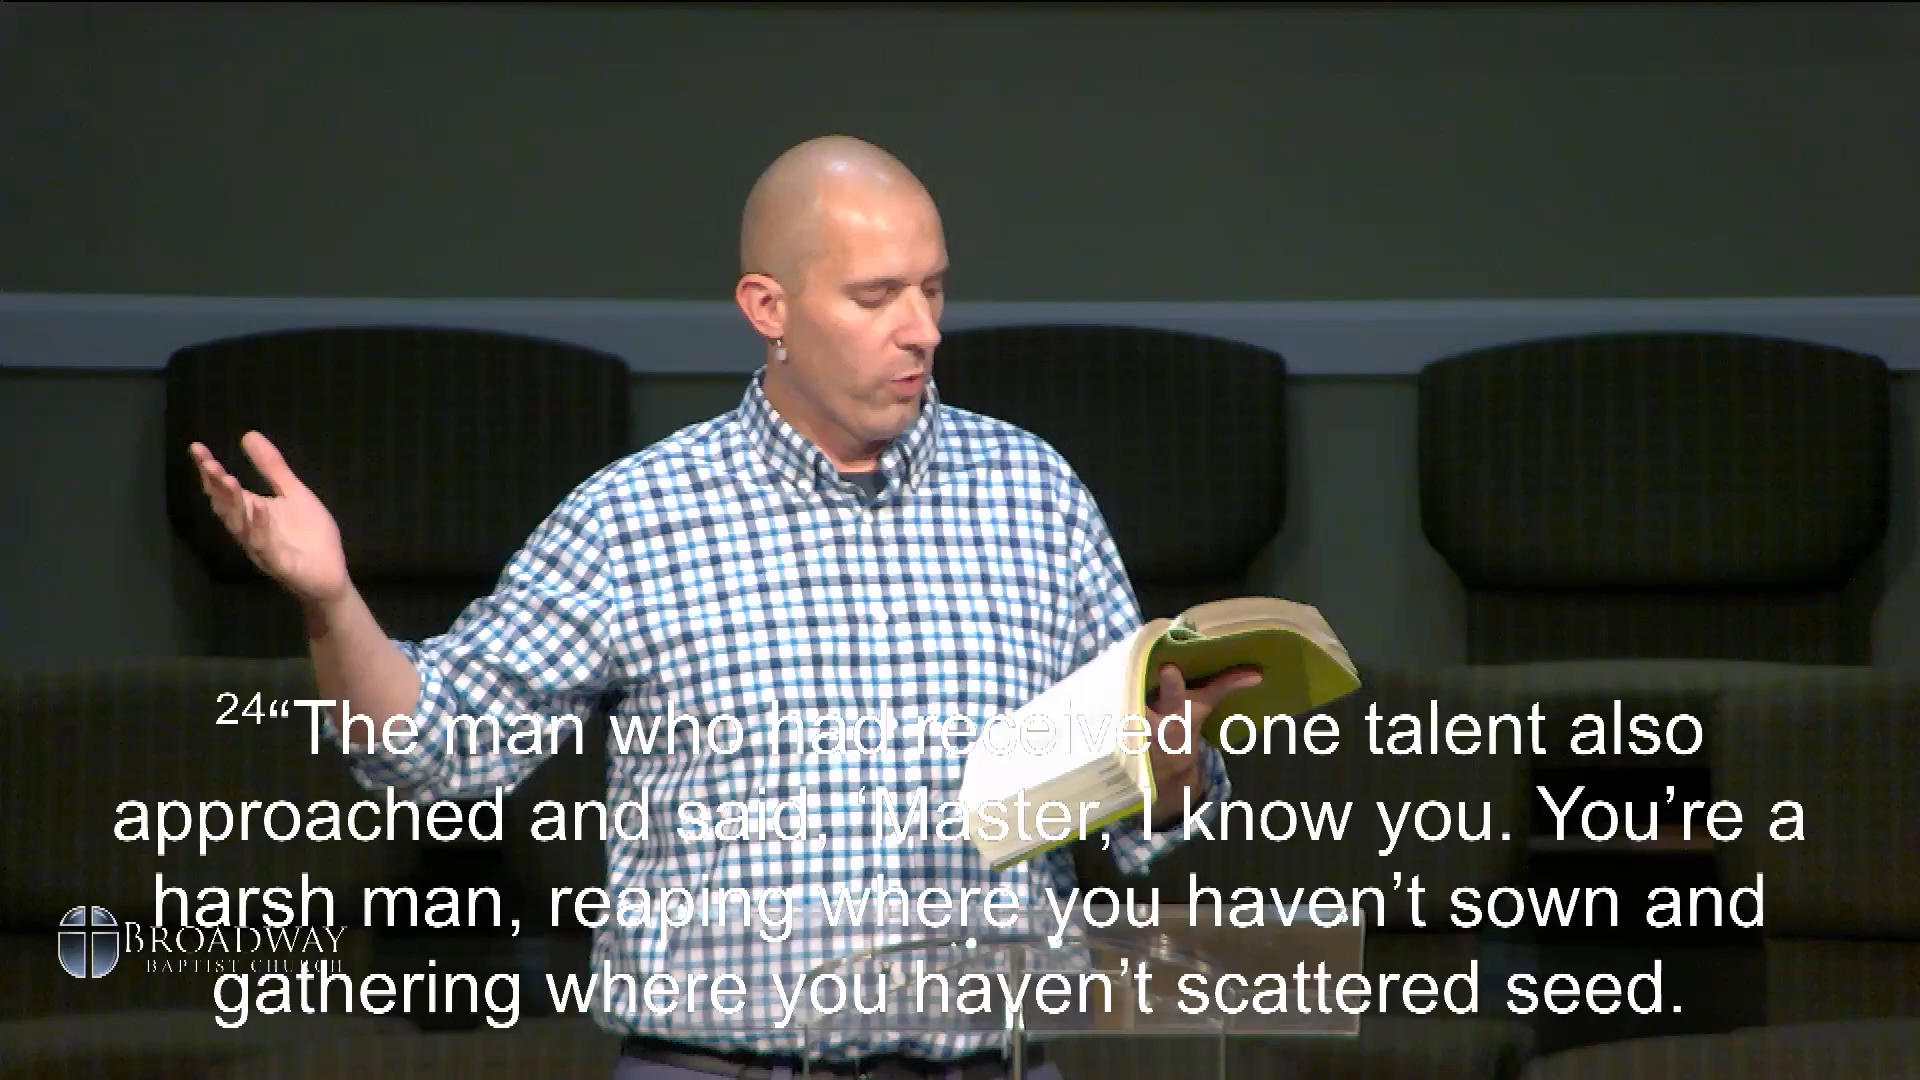 24“The man who had received one talent also
approached and said, ‘Master, I know you. You’re a
harsh man, reaping where you haven’t sown and
gathering where you haven’t scattered seed.
BROADWAY
BAPTIST CHURCH